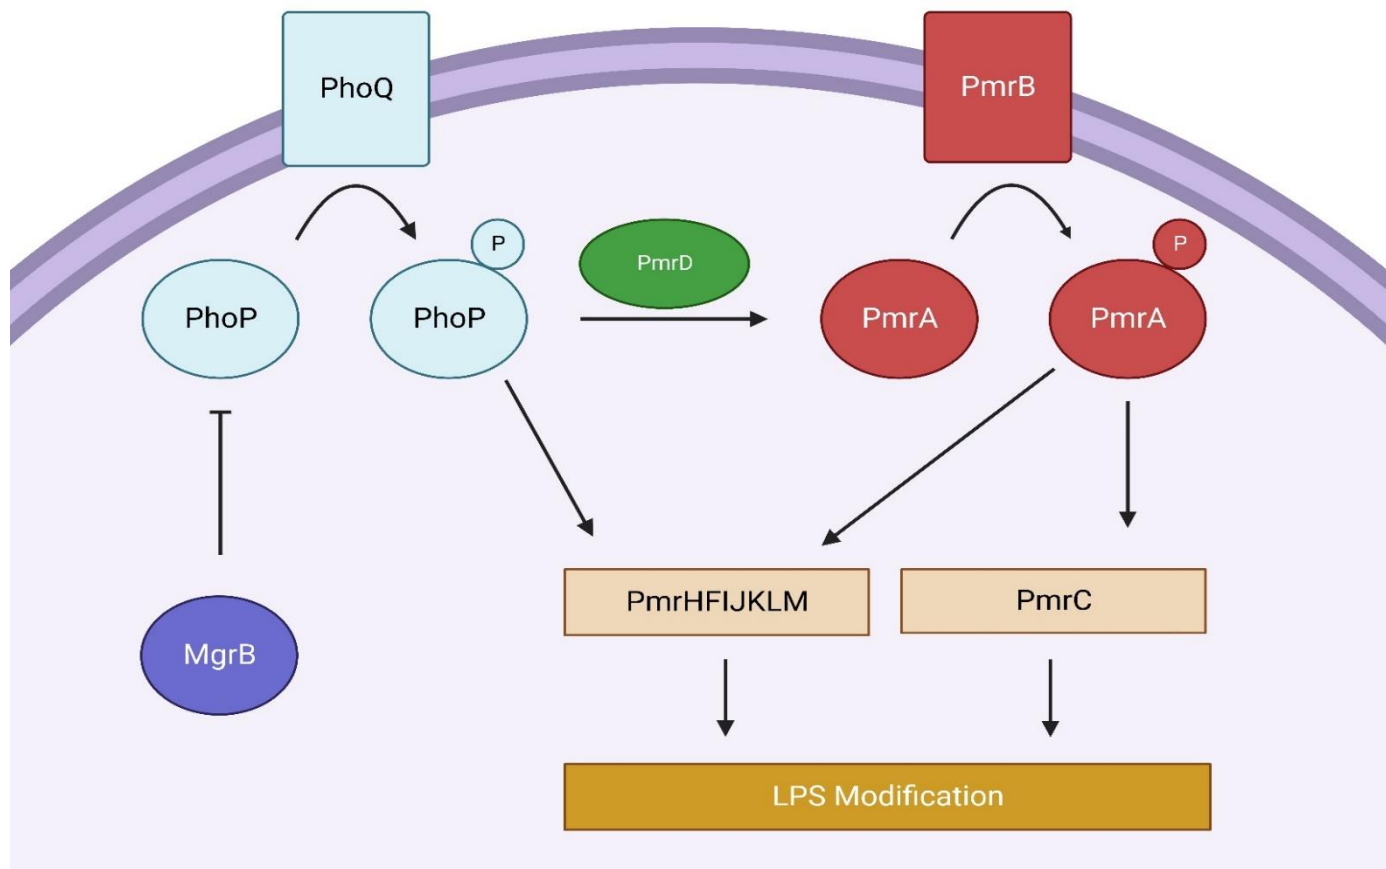 PhoQ
PmrB
P
P
PmrD
PhoP
PhoP
PmrA
PmrA
PmrHFIJKLM
PmrC
MgrB
LPS Modification